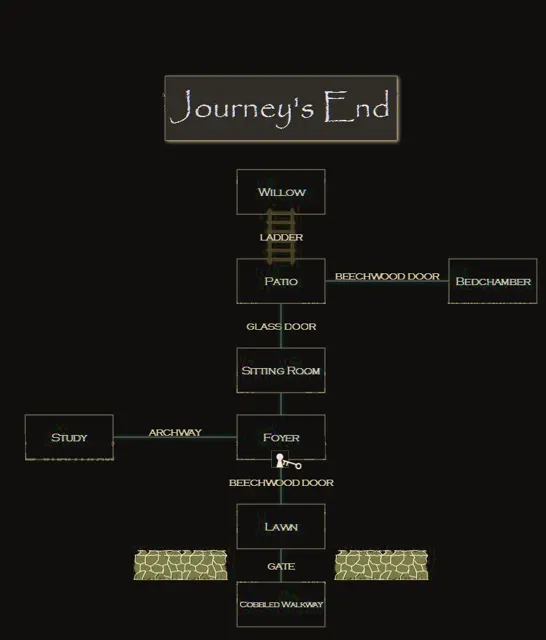 Journey's End
Willow
LADDER
Patio
BEECHWOOD DOOR
Bedchamber
GLASS DOOR
Sitting Room
Study
ARCHWAY
Foyer
BEECHWOOD DOOR
Lawn
GATE
Cobbled Walkway